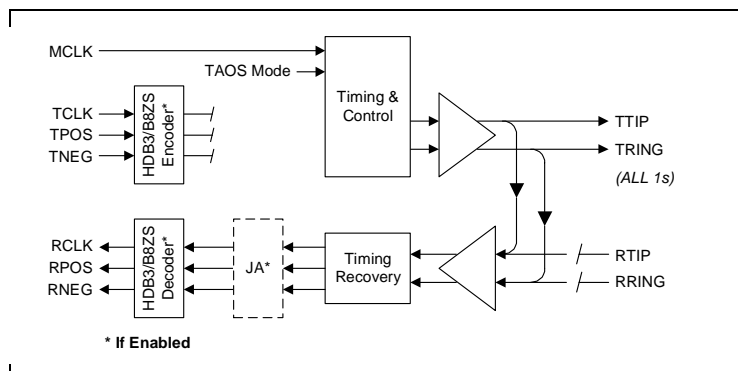 MCLK
TAOS Mode
TCLK
TPOS
TNEG
HDB3/B8ZS
Encoder*
Timing &
Control
TTIP
TRING
(ALL 1s)
RCLK
RPOS
RNEG
HDB3/B8ZS
Decoder*
JA*
Timing
Recovery
RTIP
RRING
* If Enabled